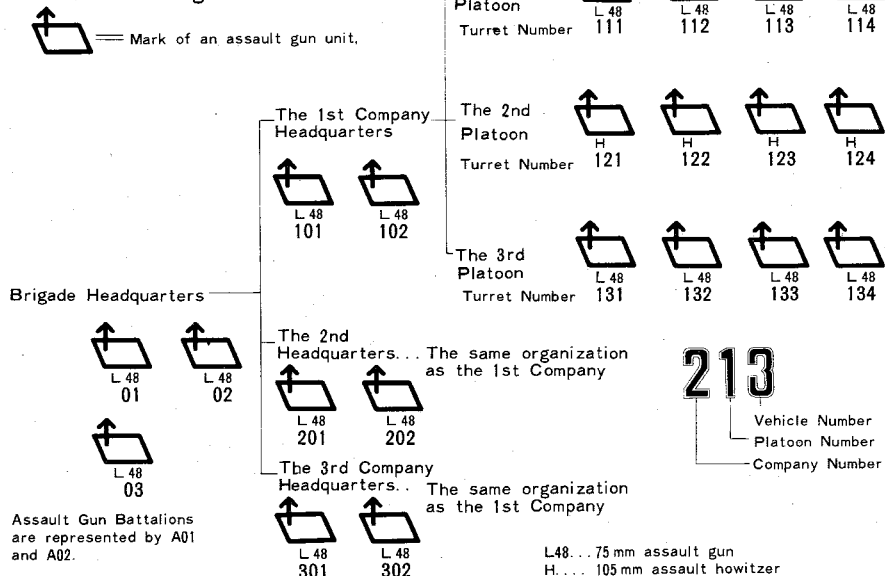 Platoon
L 48 L 48 L 48 L 48
Turret Number 111 112 113 114
Mark of an assault gun unit,
The 1st Company
Headquarters
L 48 L 48
101 102
The 2nd
Platoon
H H H H
Turret Number 121 122 123 124
The 3rd
Platoon
L 48 L 48 L 48 L 48
Turret Number 131 132 133 134
Brigade Headquarters
L 48 L 48
01 02
L 48
03
Assault Gun Battalions
are represented by A01
and A02.
The 2nd
Headquarters... The same organization
as the 1st Company
L 48 L 48
201 202
The 3rd Company
Headquarters.. The same organization
as the 1st Company
L 48 L 48
301 302
213
Vehicle Number
Platoon Number
Company Number
L48... 75 mm assault gun
H.... 105 mm assault howitzer